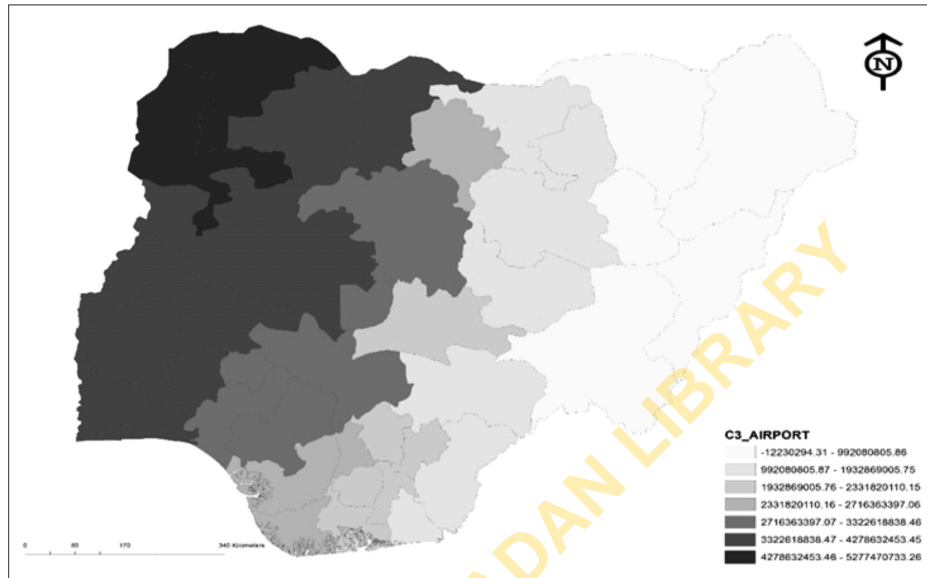 N
C3_AIRPORT
-12230294.31 - 992080805.86
992080805.87 - 1932869005.75
1932869005.76 - 2331820110.15
2331820110.16 - 2716363397.06
2716363397.07 - 3322618838.46
3322618838.47 - 4278632453.45
4278632453.46 - 5277470733.26
0 85 170 340 Kilometers
ADAN LIBRARY